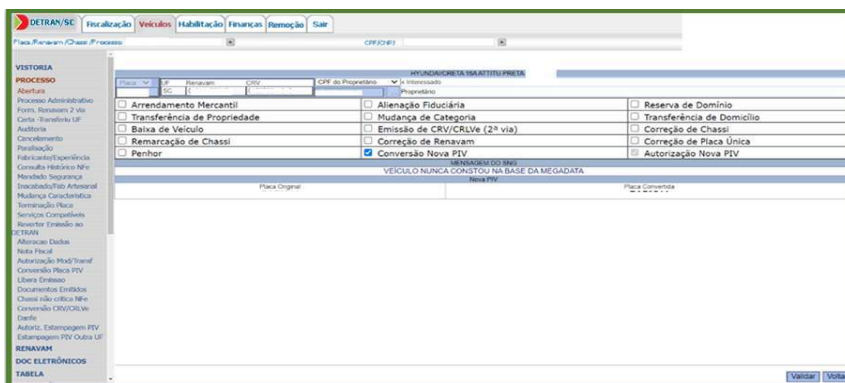 DETRAN/SC Fiscalização Veículos Habilitação Finanças Remoção Sair
Placa /Renavam /Chassi /Processo CPF/CNPJ
VISTORIA
PROCESSO
Abertura
Processo Administrativo
Form. Renavam 2 via
Carta -Transferiu UF
Auditoria
Cancelamento
Paralisação
Fabricante/Experiência
Consulta Histórico NFe
Mandado Segurança
Inacabado/Fab Artesanal
Mudança Característica
Terminação Placa
Serviços Compatíveis
Reverter Emissão ao
DETRAN
Alteracao Dados
Nota Fiscal
Autorização Mod/Transf
Conversão Placa PIV
Libera Emissao
Documentos Emitidos
Chassi não critica NFe
Conversão CRV/CRLVe
Danfe
Autoriz. Estampagem PIV
Estampagem PIV Outra UF
RENAVAM
DOC ELETRÔNICOS
TABELA
HYUNDAI/CRETA 16A ATTITU PRETA
Placa UF Renavam CRV CPF do Proprietário Interessado
SC Proprietário
Arrendamento Mercantil Alienação Fiduciária Reserva de Domínio
Transferência de Propriedade Mudança de Categoria Transferência de Domicílio
Baixa de Veículo Emissão de CRV/CRLVe (2ª via) Correção de Chassi
Remarcação de Chassi Correção de Renavam Correção de Placa Única
Penhor Conversão Nova PIV Autorização Nova PIV
MENSAGEM DO SNG
VEÍCULO NUNCA CONSTOU NA BASE DA MEGADATA
Nova PIV
Placa Original Placa Convertida
Validar